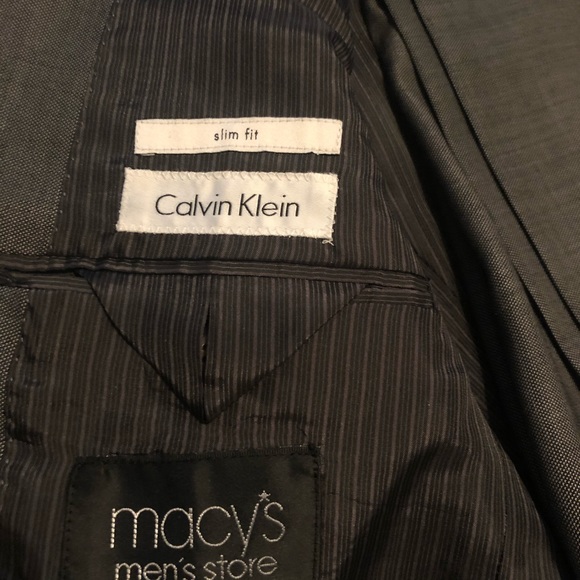 slim fit
Calvin Klein
macy's
men's store